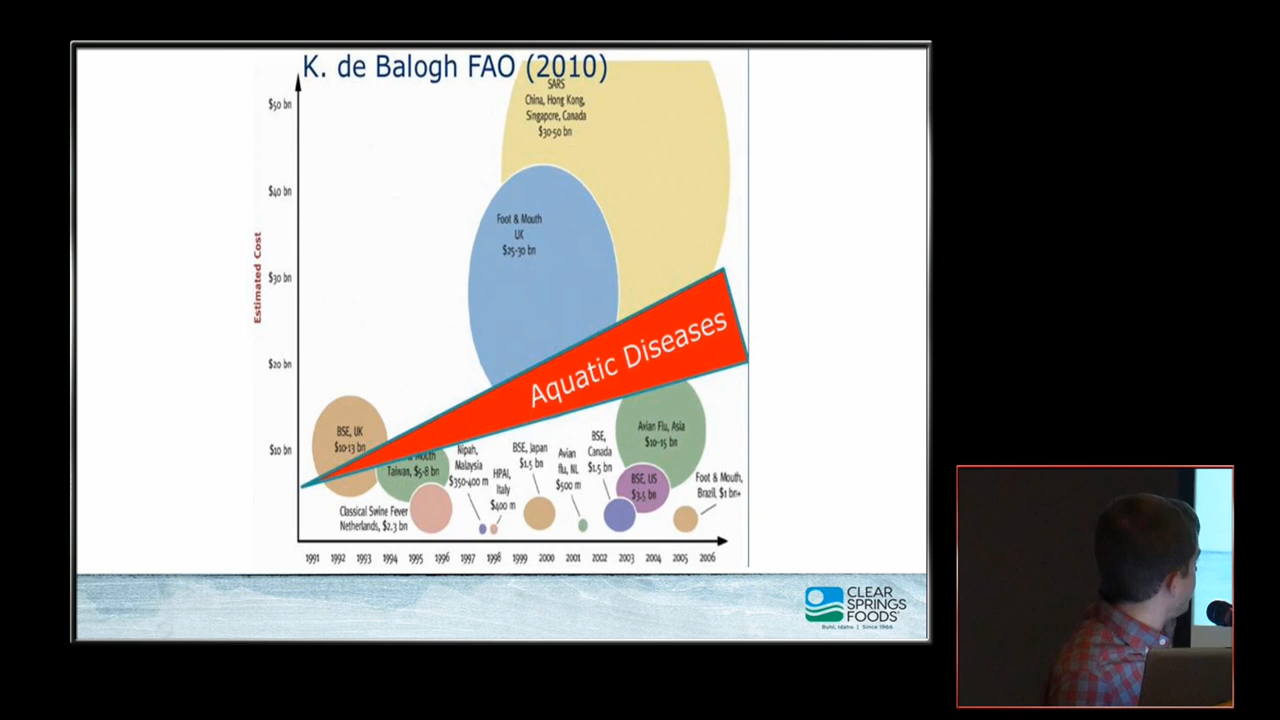 K. de Balogh FAO (2010)
SARS
China, Hong Kong,
Singapore, Canada
$30-50 bn
$50 bn
$40 bn
$30 bn
$20 bn
$10 bn
Estimated Cost
Foot & Mouth
UK
$25-30 bn
Aquatic Diseases
BSE, UK
$10-13 bn
Mouth
Taiwan, $5-8 bn
Classical Swine Fever
Netherlands, $2.3 bn
Nipah,
Malaysia
$350-400 m
HPAI,
Italy
$400 m
BSE, Japan
$1.5 bn
Avian
flu, NL
$500 m
BSE,
Canada
$1.5 bn
Avian Flu, Asia
$10-15 bn
BSE, US
$3.5 bn
Foot & Mouth,
Brazil, $1 bn+
1991 1992 1993 1994 1995 1996 1997 1998 1999 2000 2001 2002 2003 2004 2005 2006
CLEAR
SPRINGS
FOODS
Buhl, Idaho | Since 1966